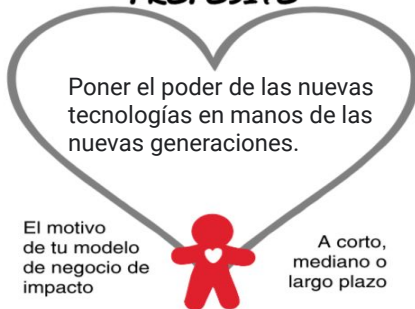 PROPÓSITO
Poner el poder de las nuevas
tecnologías en manos de las
nuevas generaciones.
El motivo
de tu modelo
de negocio de
impacto
A corto,
mediano o
largo plazo